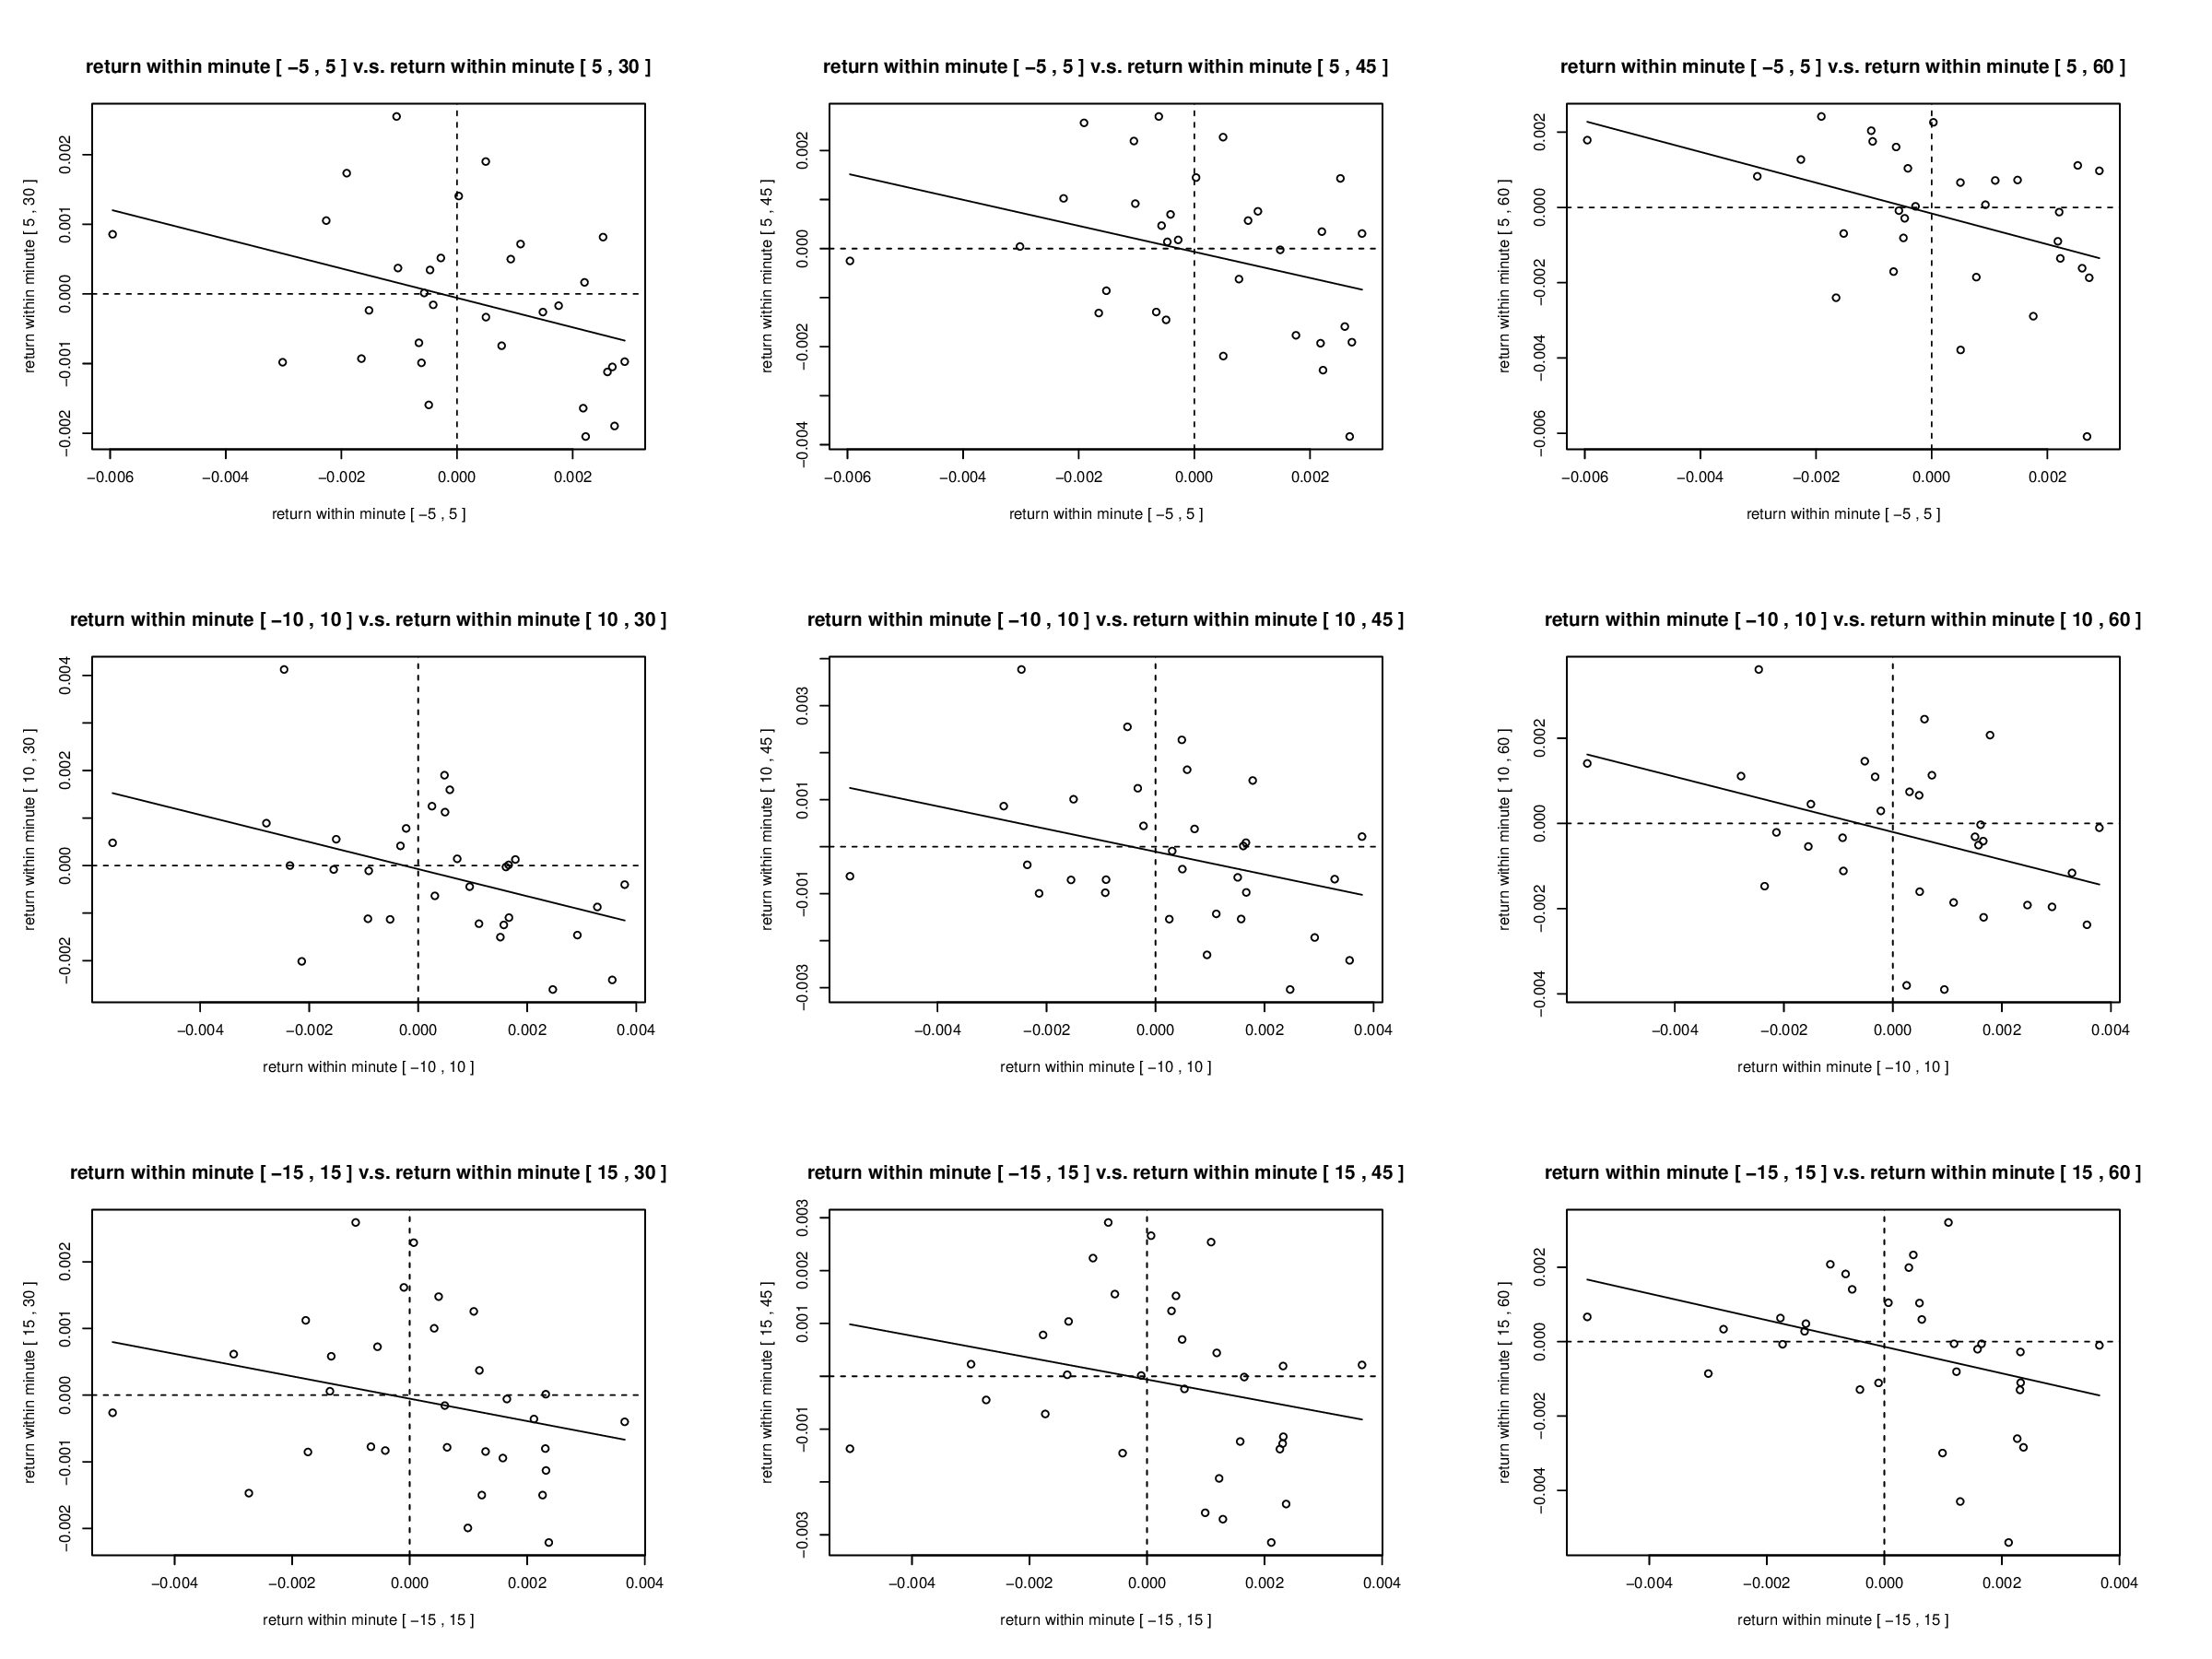 return within minute [ −5 , 5 ] v.s. return within minute [ 5 , 30 ]
return within minute [ 5 , 30 ]
0.002
0.001
0.000
−0.001
−0.002
−0.006 −0.004 −0.002 0.000 0.002
return within minute [ −5 , 5 ]
return within minute [ −5 , 5 ] v.s. return within minute [ 5 , 45 ]
return within minute [ 5 , 45 ]
0.002
0.000
−0.002
−0.004
−0.006 −0.004 −0.002 0.000 0.002
return within minute [ −5 , 5 ]
return within minute [ −5 , 5 ] v.s. return within minute [ 5 , 60 ]
return within minute [ 5 , 60 ]
0.002
0.000
−0.002
−0.004
−0.006
−0.006 −0.004 −0.002 0.000 0.002
return within minute [ −5 , 5 ]
return within minute [ −10 , 10 ] v.s. return within minute [ 10 , 30 ]
return within minute [ 10 , 30 ]
0.004
0.002
0.000
−0.002
−0.004 −0.002 0.000 0.002 0.004
return within minute [ −10 , 10 ]
return within minute [ −10 , 10 ] v.s. return within minute [ 10 , 45 ]
return within minute [ 10 , 45 ]
0.003
0.001
−0.001
−0.003
−0.004 −0.002 0.000 0.002 0.004
return within minute [ −10 , 10 ]
return within minute [ −10 , 10 ] v.s. return within minute [ 10 , 60 ]
return within minute [ 10 , 60 ]
0.002
0.000
−0.002
−0.004
−0.004 −0.002 0.000 0.002 0.004
return within minute [ −10 , 10 ]
return within minute [ −15 , 15 ] v.s. return within minute [ 15 , 30 ]
return within minute [ 15 , 30 ]
0.002
0.001
0.000
−0.001
−0.002
−0.004 −0.002 0.000 0.002 0.004
return within minute [ −15 , 15 ]
return within minute [ −15 , 15 ] v.s. return within minute [ 15 , 45 ]
return within minute [ 15 , 45 ]
0.003
0.002
0.001
−0.001
−0.003
−0.004 −0.002 0.000 0.002 0.004
return within minute [ −15 , 15 ]
return within minute [ −15 , 15 ] v.s. return within minute [ 15 , 60 ]
return within minute [ 15 , 60 ]
0.002
0.000
−0.002
−0.004
−0.004 −0.002 0.000 0.002 0.004
return within minute [ −15 , 15 ]